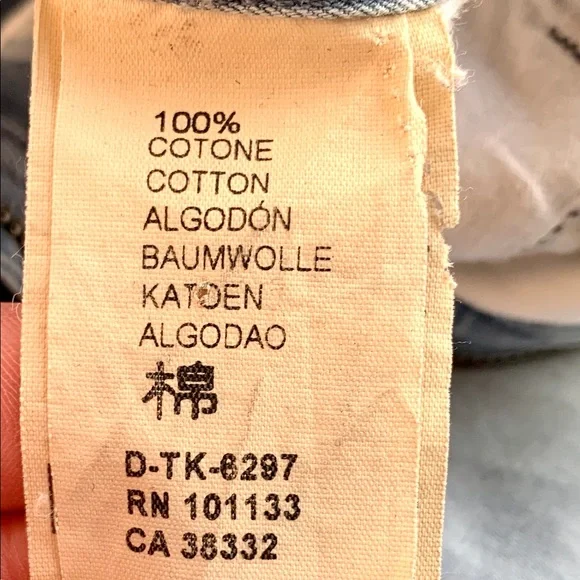 100%
COTONE
COTTON
ALGODÓN
BAUMWOLLE
KATOEN
ALGODAO
棉
D-TK-6297
RN 101133
CA 38332